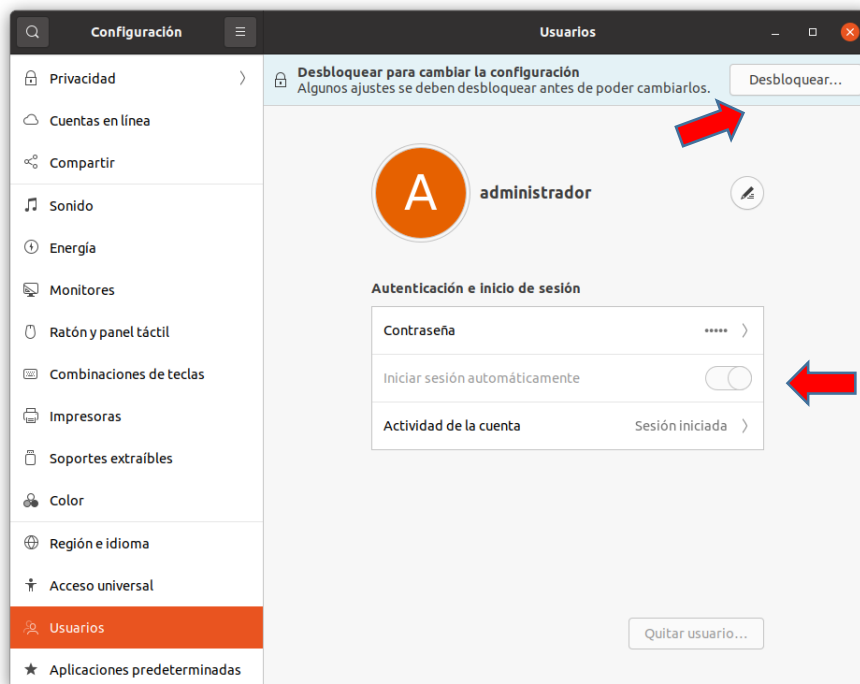 Configuración
Usuarios
Desbloquear para cambiar la configuración
Algunos ajustes se deben desbloquear antes de poder cambiarlos.
Desbloquear...
Privacidad
Cuentas en línea
Compartir
Sonido
Energía
Monitores
Ratón y panel táctil
Combinaciones de teclas
Impresoras
Soportes extraíbles
Color
Región e idioma
Acceso universal
Usuarios
Aplicaciones predeterminadas
A
administrador
Autenticación e inicio de sesión
Contraseña •••••
Iniciar sesión automáticamente
Actividad de la cuenta Sesión iniciada
Quitar usuario...